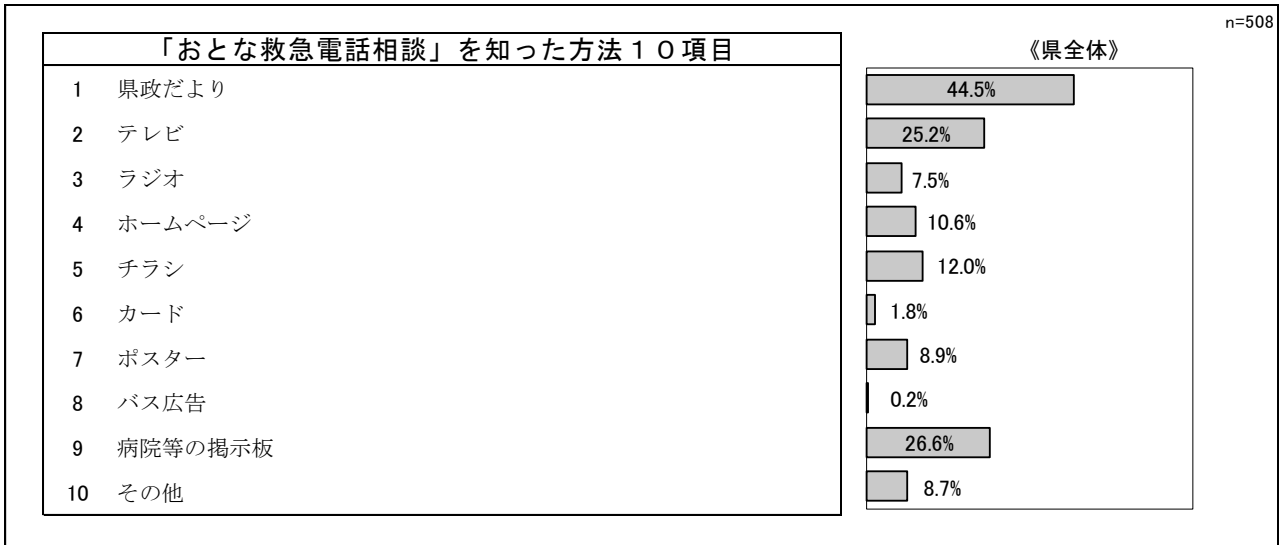 n=508
「おとな救急電話相談」を知った方法１０項目 《県全体》
1 県政だより 44.5%
2 テレビ 25.2%
3 ラジオ 7.5%
4 ホームページ 10.6%
5 チラシ 12.0%
6 カード 1.8%
7 ポスター 8.9%
8 バス広告 0.2%
9 病院等の掲示板 26.6%
10 その他 8.7%